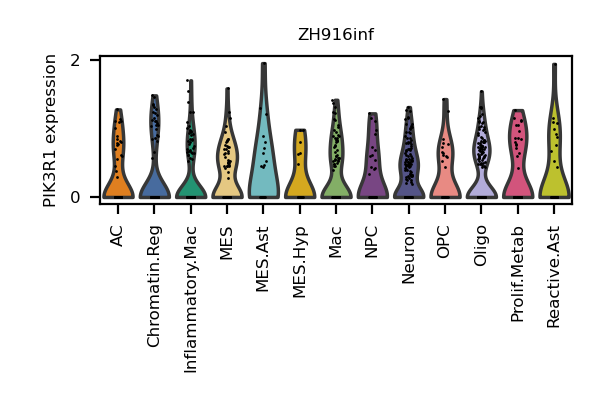 ZH916inf
PIK3R1 expression
2
0
AC
Chromatin.Reg
Inflammatory.Mac
MES
MES.Ast
MES.Hyp
Mac
NPC
Neuron
OPC
Oligo
Prolif.Metab
Reactive.Ast